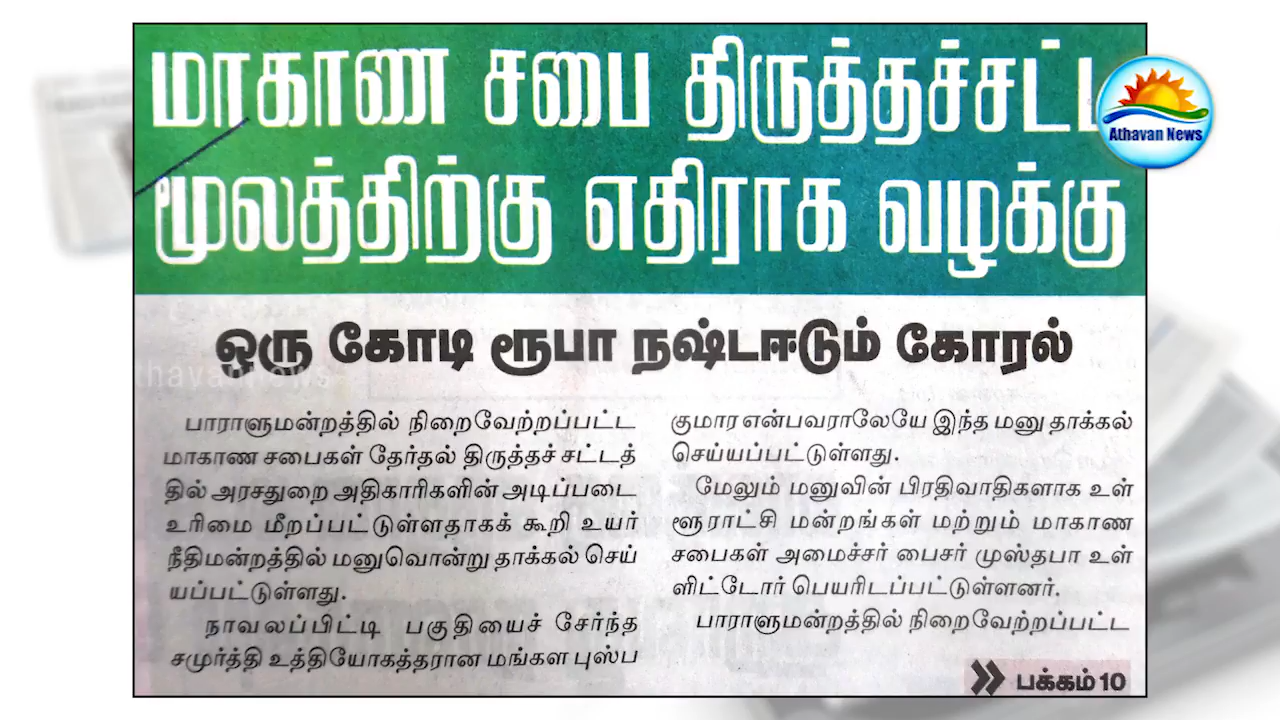 மாகாண சபை திருத்தச்சட்ட
மூலத்திற்கு எதிராக வழக்கு
Athavan News
ஒரு கோடி ரூபா நஷ்டஈடும் கோரல்
பாராளுமன்றத்தில் நிறைவேற்றப்பட்ட
மாகாண சபைகள் தேர்தல் திருத்தச் சட்டத்
தில் அரசதுறை அதிகாரிகளின் அடிப்படை
உரிமை மீறப்பட்டுள்ளதாகக் கூறி உயர்
நீதிமன்றத்தில் மனுவொன்று தாக்கல் செய்
யப்பட்டுள்ளது.
நாவலப்பிட்டி பகுதியைச் சேர்ந்த
சமுர்த்தி உத்தியோகத்தரான மங்கள புஸ்ப
குமார என்பவராலேயே இந்த மனு தாக்கல்
செய்யப்பட்டுள்ளது.
மேலும் மனுவின் பிரதிவாதிகளாக உள்
ளூராட்சி மன்றங்கள் மற்றும் மாகாண
சபைகள் அமைச்சர் பைசர் முஸ்தபா உள்
ளிட்டோர் பெயரிடப்பட்டுள்ளனர்.
பாராளுமன்றத்தில் நிறைவேற்றப்பட்ட
பக்கம் 10